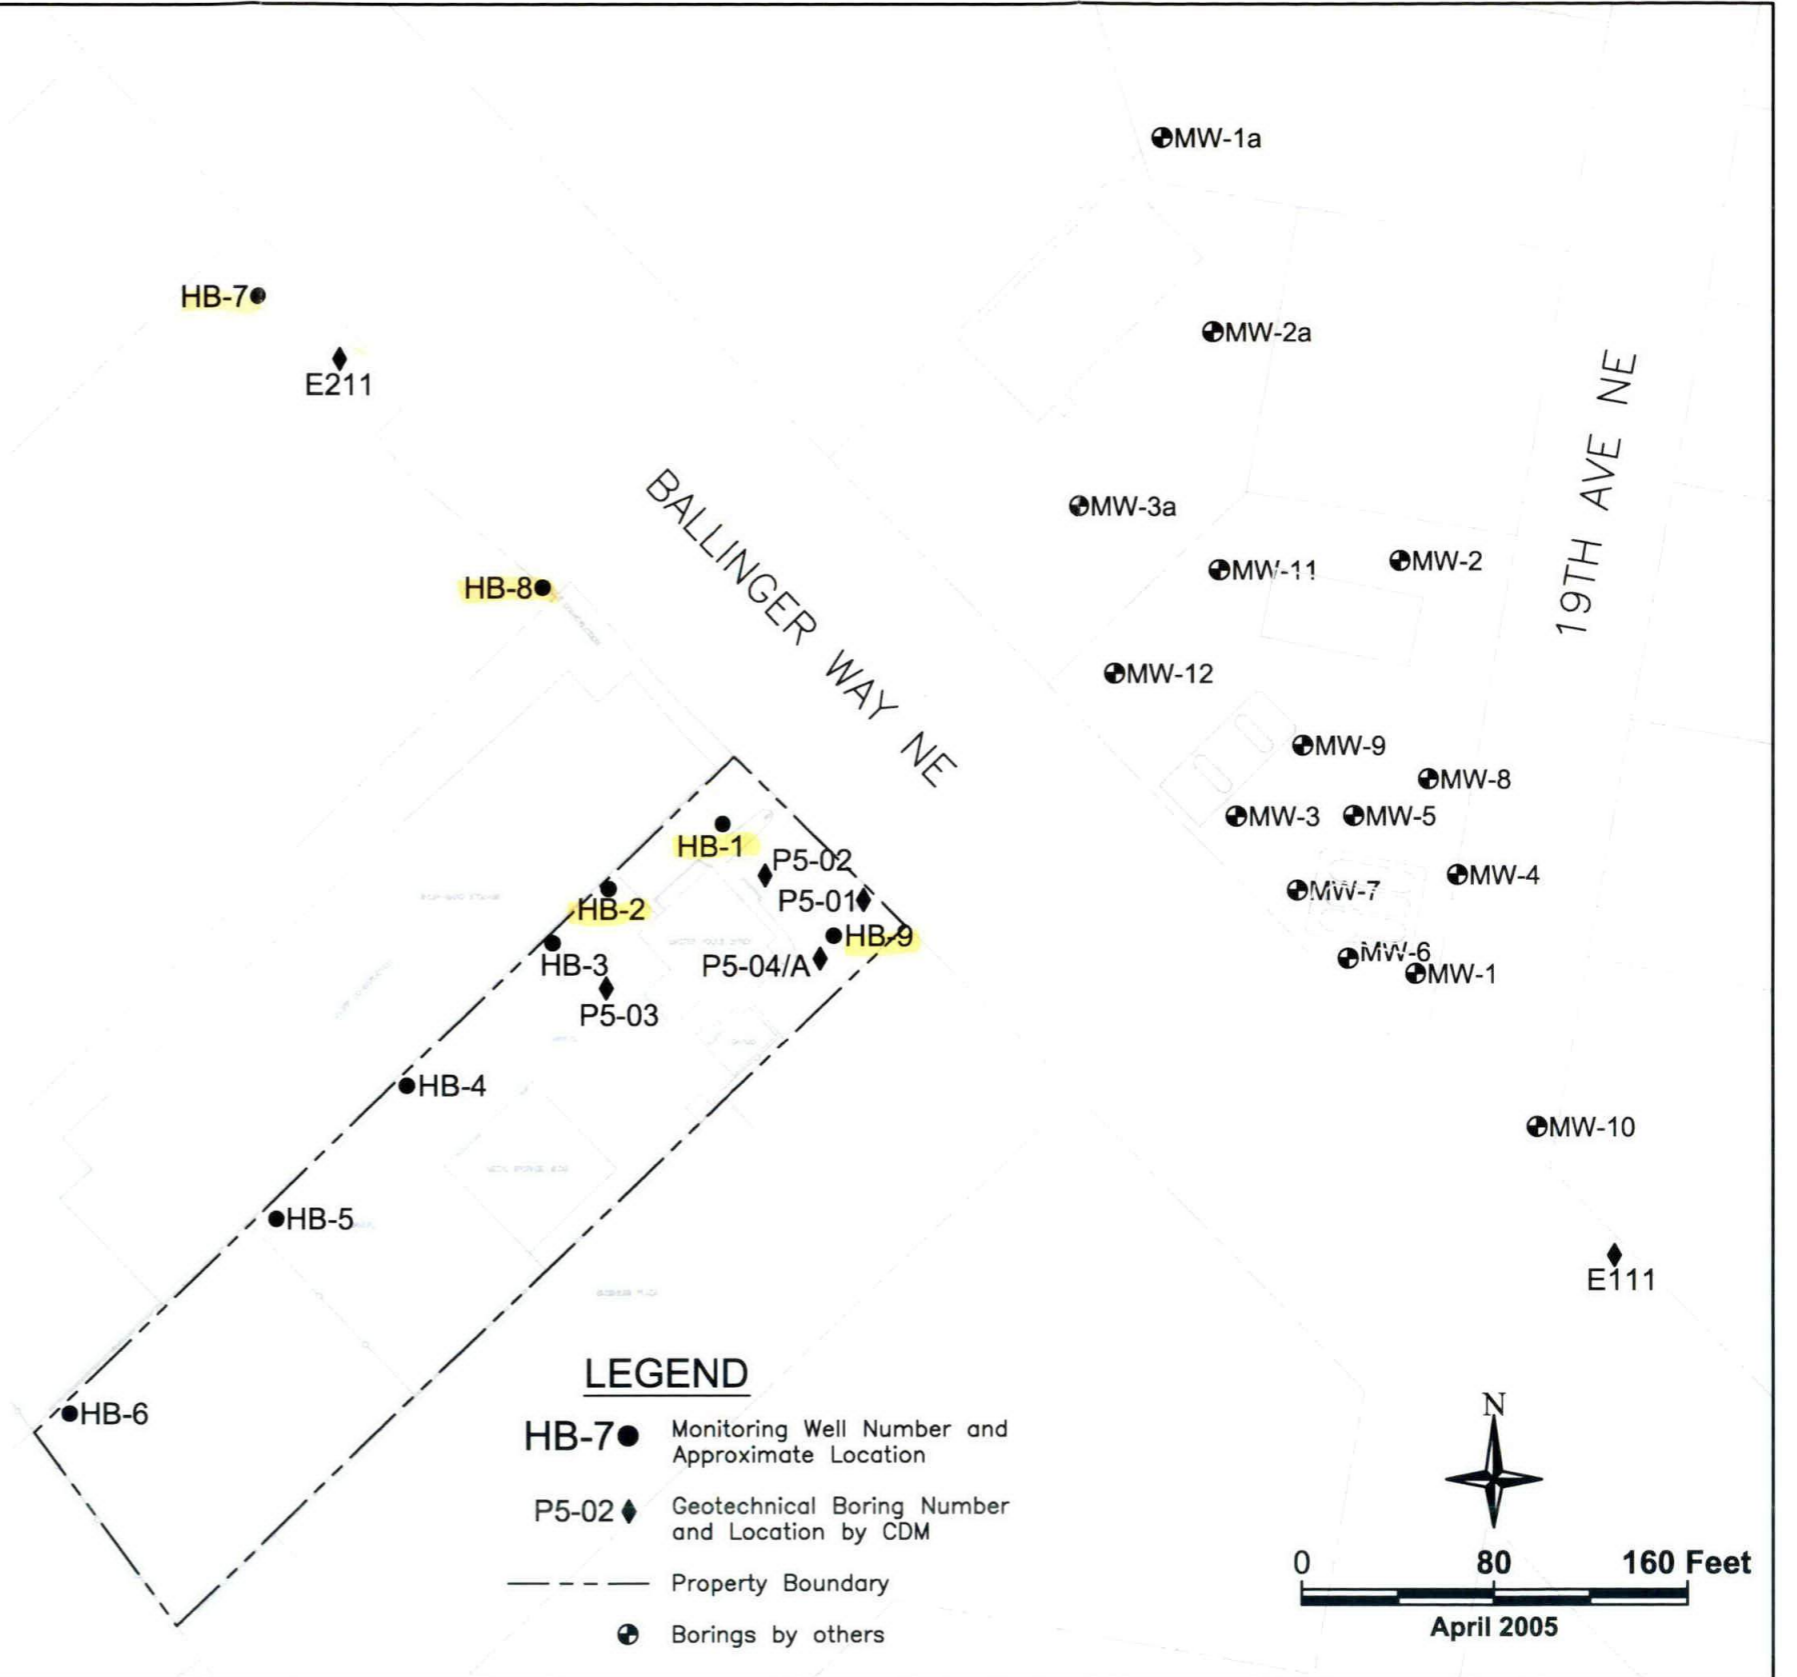 MW-1a
HB-7
MW-2a
E211
19TH AVE NE
BALLINGER WAY NE
MW-3a
MW-11
MW-2
HB-8
MW-12
MW-9
MW-8
MW-3
MW-5
HB-1
P5-02
MW-4
MW-7
P5-01
HB-2
HB-9
HB-3
P5-04/A
MW-6
MW-1
P5-03
HB-4
MW-10
HB-5
E111
LEGEND
HB-6
HB-7
Monitoring Well Number and
Approximate Location
P5-02
Geotechnical Boring Number
and Location by CDM
Property Boundary
Borings by others
N
0 80 160 Feet
April 2005